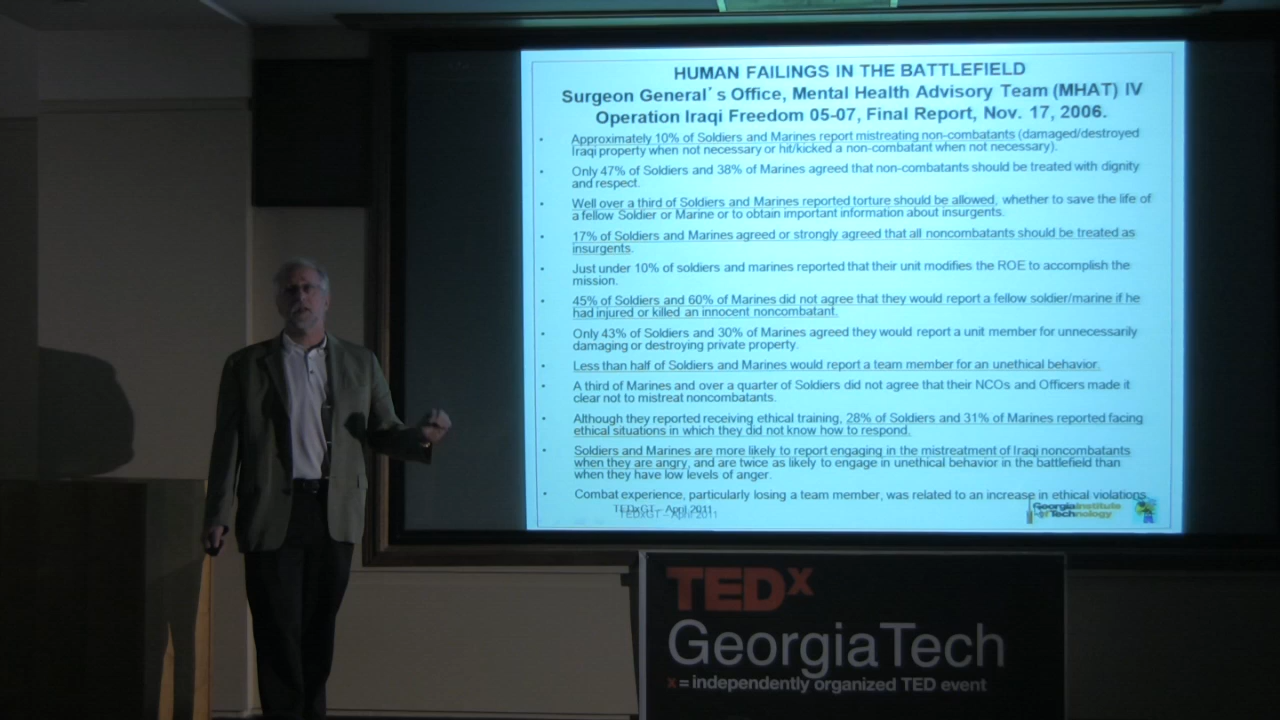 HUMAN FAILINGS IN THE BATTLEFIELD
Surgeon General's Office, Mental Health Advisory Team (MHAT) IV
Operation Iraqi Freedom 05-07, Final Report, Nov. 17, 2006.
• Approximately 10% of Soldiers and Marines report mistreating non-combatants (damaged/destroyed
Iraqi property when not necessary or hit/kicked a non-combatant when not necessary).
• Only 47% of Soldiers and 38% of Marines agreed that non-combatants should be treated with dignity
and respect.
• Well over a third of Soldiers and Marines reported torture should be allowed, whether to save the life of
a fellow Soldier or Marine or to obtain important information about insurgents.
• 17% of Soldiers and Marines agreed or strongly agreed that all noncombatants should be treated as
insurgents.
• Just under 10% of soldiers and marines reported that their unit modifies the ROE to accomplish the
mission.
• 45% of Soldiers and 60% of Marines did not agree that they would report a fellow soldier/marine if he
had injured or killed an innocent noncombatant.
• Only 43% of Soldiers and 30% of Marines agreed they would report a unit member for unnecessarily
damaging or destroying private property.
• Less than half of Soldiers and Marines would report a team member for an unethical behavior.
• A third of Marines and over a quarter of Soldiers did not agree that their NCOs and Officers made it
clear not to mistreat noncombatants.
• Although they reported receiving ethical training, 28% of Soldiers and 31% of Marines reported facing
ethical situations in which they did not know how to respond.
• Soldiers and Marines are more likely to report engaging in the mistreatment of Iraqi noncombatants
when they are angry, and are twice as likely to engage in unethical behavior in the battlefield than
when they have low levels of anger.
• Combat experience, particularly losing a team member, was related to an increase in ethical violations.
TEDxGT – April 2011
TEDxGT – April 2011
Georgia Institute
of Technology
TEDx
GeorgiaTech
x = independently organized TED event